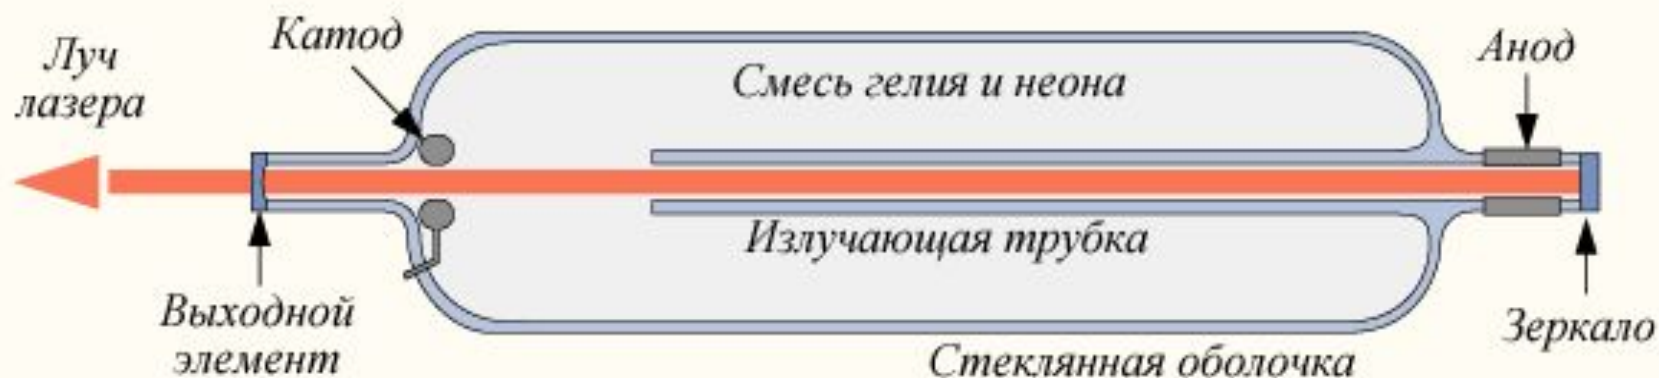 Луч
лазера
Катод
Смесь гелия и неона
Анод
Излучающая трубка
Выходной
элемент
Зеркало
Стеклянная оболочка